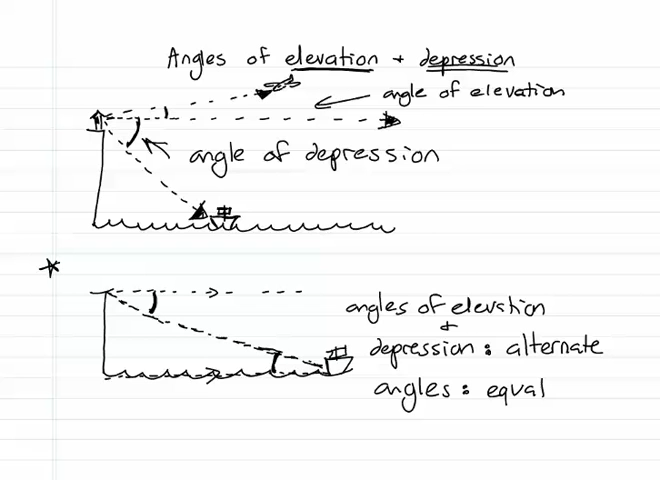 Angles of elevation + depression
angle of elevation
angle of depression
angles of elevation
+
depression : alternate
angles : equal